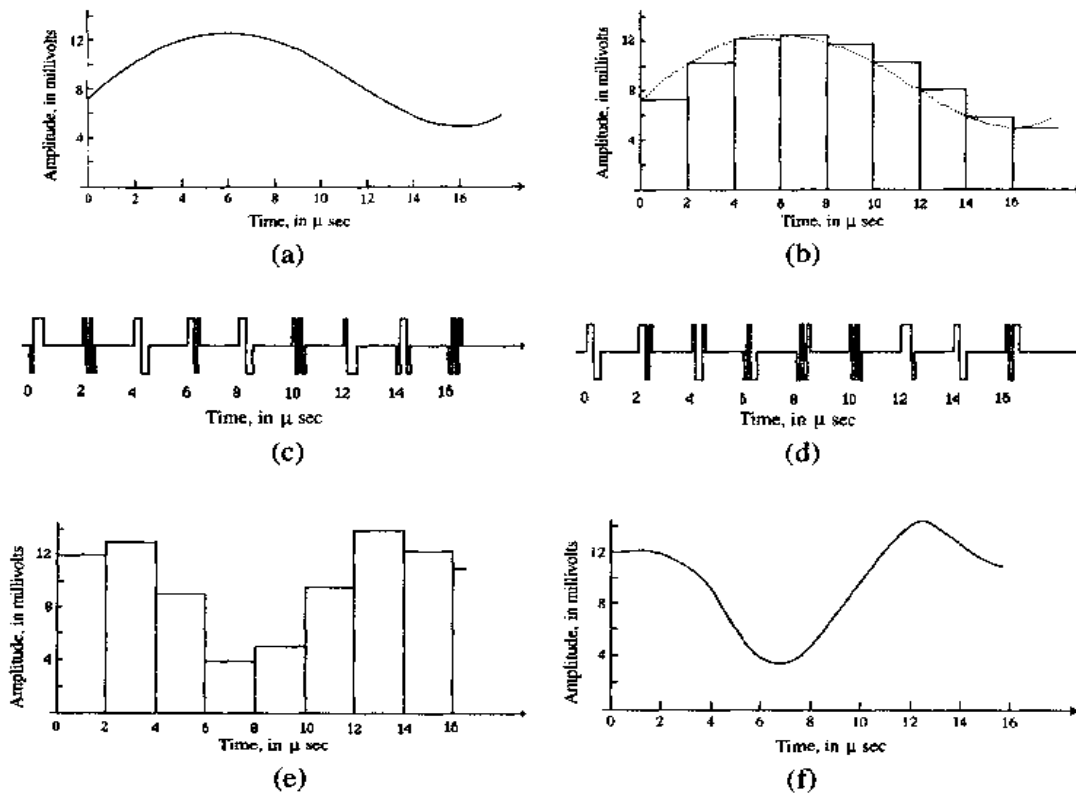 Amplitude, in millivolts
12
8
4
0 2 4 6 8 10 12 14 16
Time, in μ sec
(a)
Amplitude, in millivolts
12
8
4
0 2 4 6 8 10 12 14 16
Time, in μ sec
(b)
0 2 4 6 8 10 12 14 16
Time, in μ sec
(c)
0 2 4 6 8 10 12 14 16
Time, in μ sec
(d)
Amplitude, in millivolts
12
8
4
0 2 4 6 8 10 12 14 16
Time, in μ sec
(e)
Amplitude, in millivolts
12
8
4
0 2 4 6 8 10 12 14 16
Time, in μ sec
(f)